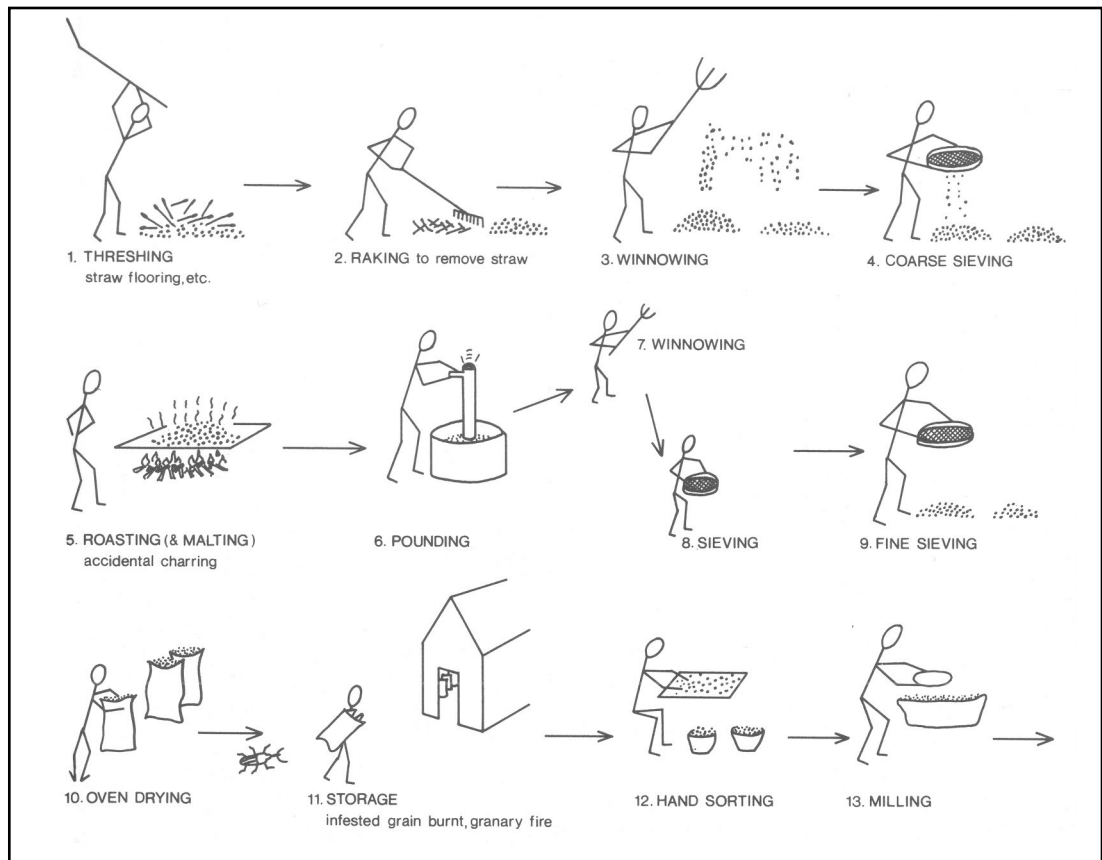 1. THRESHING
straw flooring,etc.
2. RAKING to remove straw
3. WINNOWING
4. COARSE SIEVING
5. ROASTING (& MALTING)
accidental charring
6. POUNDING
7. WINNOWING
8. SIEVING
9. FINE SIEVING
10. OVEN DRYING
11. STORAGE
infested grain burnt, granary fire
12. HAND SORTING
13. MILLING